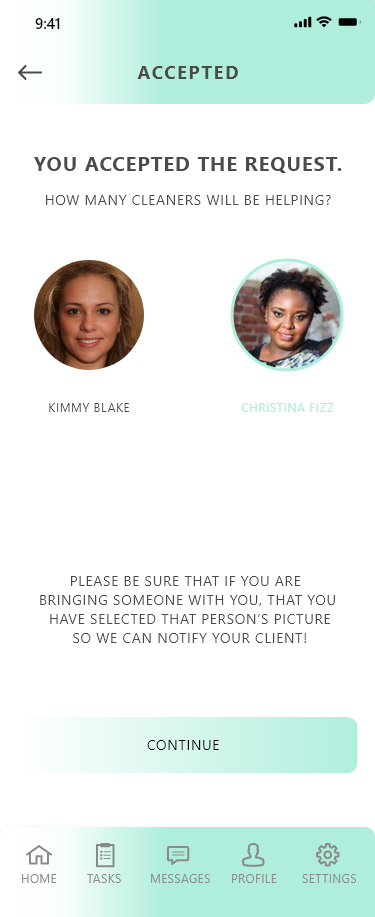 9:41
ACCEPTED
YOU ACCEPTED THE REQUEST.
HOW MANY CLEANERS WILL BE HELPING?
KIMMY BLAKE
CHRISTINA FIZZ
PLEASE BE SURE THAT IF YOU ARE
BRINGING SOMEONE WITH YOU, THAT YOU
HAVE SELECTED THAT PERSON'S PICTURE
SO WE CAN NOTIFY YOUR CLIENT!
CONTINUE
HOME TASKS MESSAGES PROFILE SETTINGS